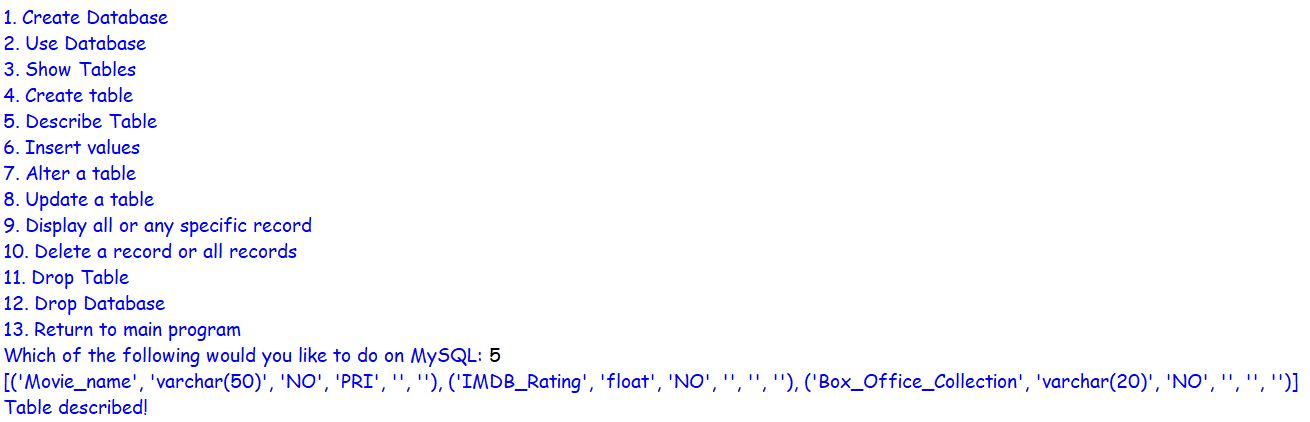 1. Create Database
2. Use Database
3. Show Tables
4. Create table
5. Describe Table
6. Insert values
7. Alter a table
8. Update a table
9. Display all or any specific record
10. Delete a record or all records
11. Drop Table
12. Drop Database
13. Return to main program
Which of the following would you like to do on MySQL: 5
[('Movie_name', 'varchar(50)', 'NO', 'PRI', '', ''), ('IMDB_Rating', 'float', 'NO', '', '', ''), ('Box_Office_Collection', 'varchar(20)', 'NO', '', '', '')]
Table described!